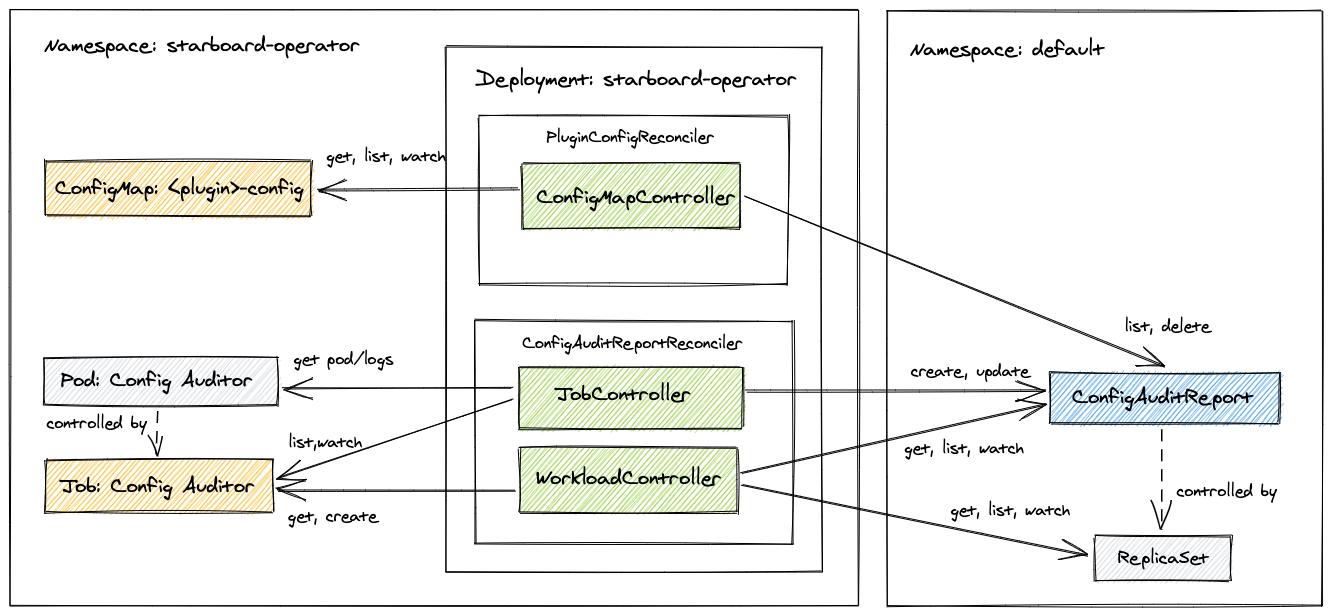 Namespace: starboard-operator
Deployment: starboard-operator
PluginConfigReconciler
get, list, watch
ConfigMap: <plugin>-config
ConfigMapController
ConfigAuditReportReconciler
get pod/logs
Pod: Config Auditor
JobController
controlled by
list,watch
Job: Config Auditor
WorkloadController
get, create
Namespace: default
list, delete
create, update
ConfigAuditReport
get, list, watch
controlled by
get, list, watch
ReplicaSet